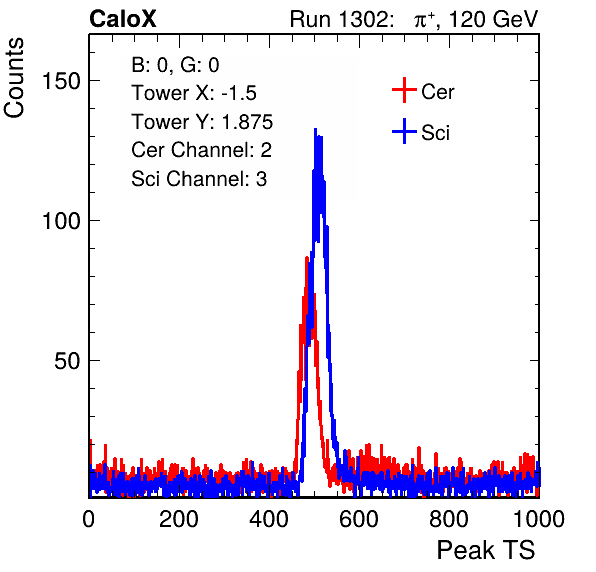 CaloX Run 1302: π+, 120 GeV
Counts
B: 0, G: 0
Tower X: -1.5
Tower Y: 1.875
Cer Channel: 2
Sci Channel: 3
Cer
Sci
150
100
50
0 200 400 600 800 1000
Peak TS